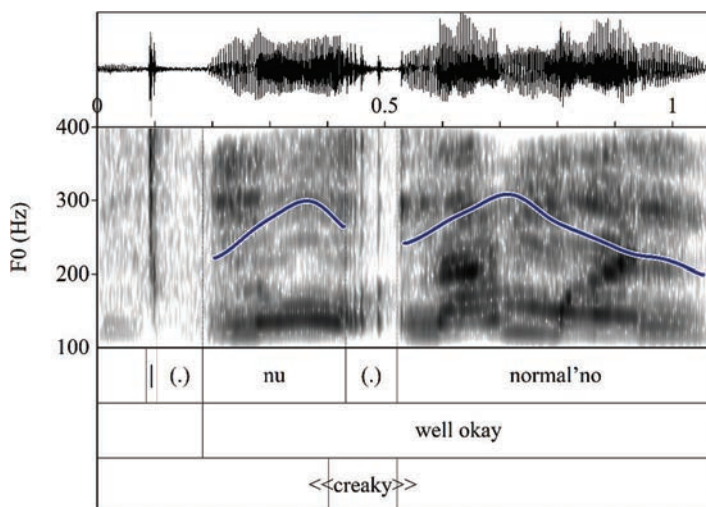 0 0.5 1
400
300
200
100
F0 (Hz)
| (.) nu (.) normal’no
well okay
<<creaky>>